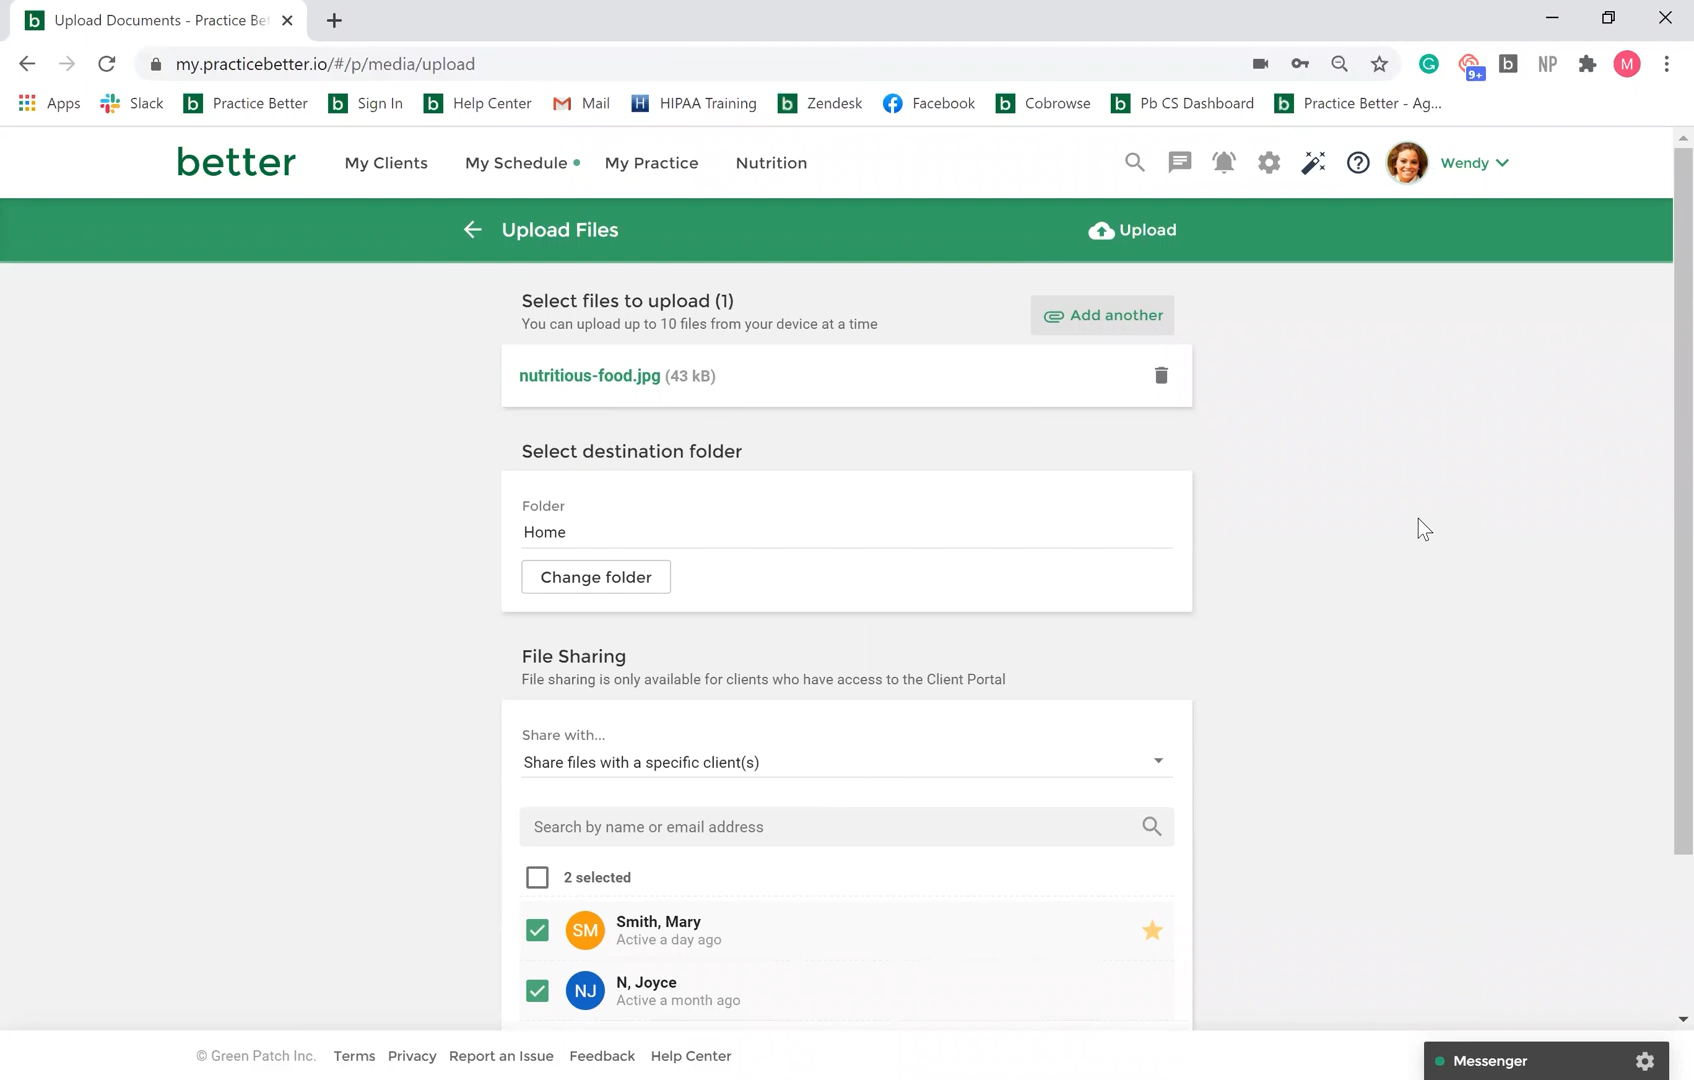 b Upload Documents - Practice Be
my.practicebetter.io/#/p/media/upload
9+ b NP M
Apps Slack b Practice Better b Sign In b Help Center Mail H HIPAA Training b Zendesk Facebook b Cobrowse b Pb CS Dashboard b Practice Better - Ag...
better My Clients My Schedule My Practice Nutrition Wendy
Upload Files Upload
Select files to upload (1)
You can upload up to 10 files from your device at a time
Add another
nutritious-food.jpg (43 kB)
Select destination folder
Folder
Home
Change folder
File Sharing
File sharing is only available for clients who have access to the Client Portal
Share with...
Share files with a specific client(s)
Search by name or email address
2 selected
SM Smith, Mary
Active a day ago
NJ N, Joyce
Active a month ago
© Green Patch Inc. Terms Privacy Report an Issue Feedback Help Center
Messenger